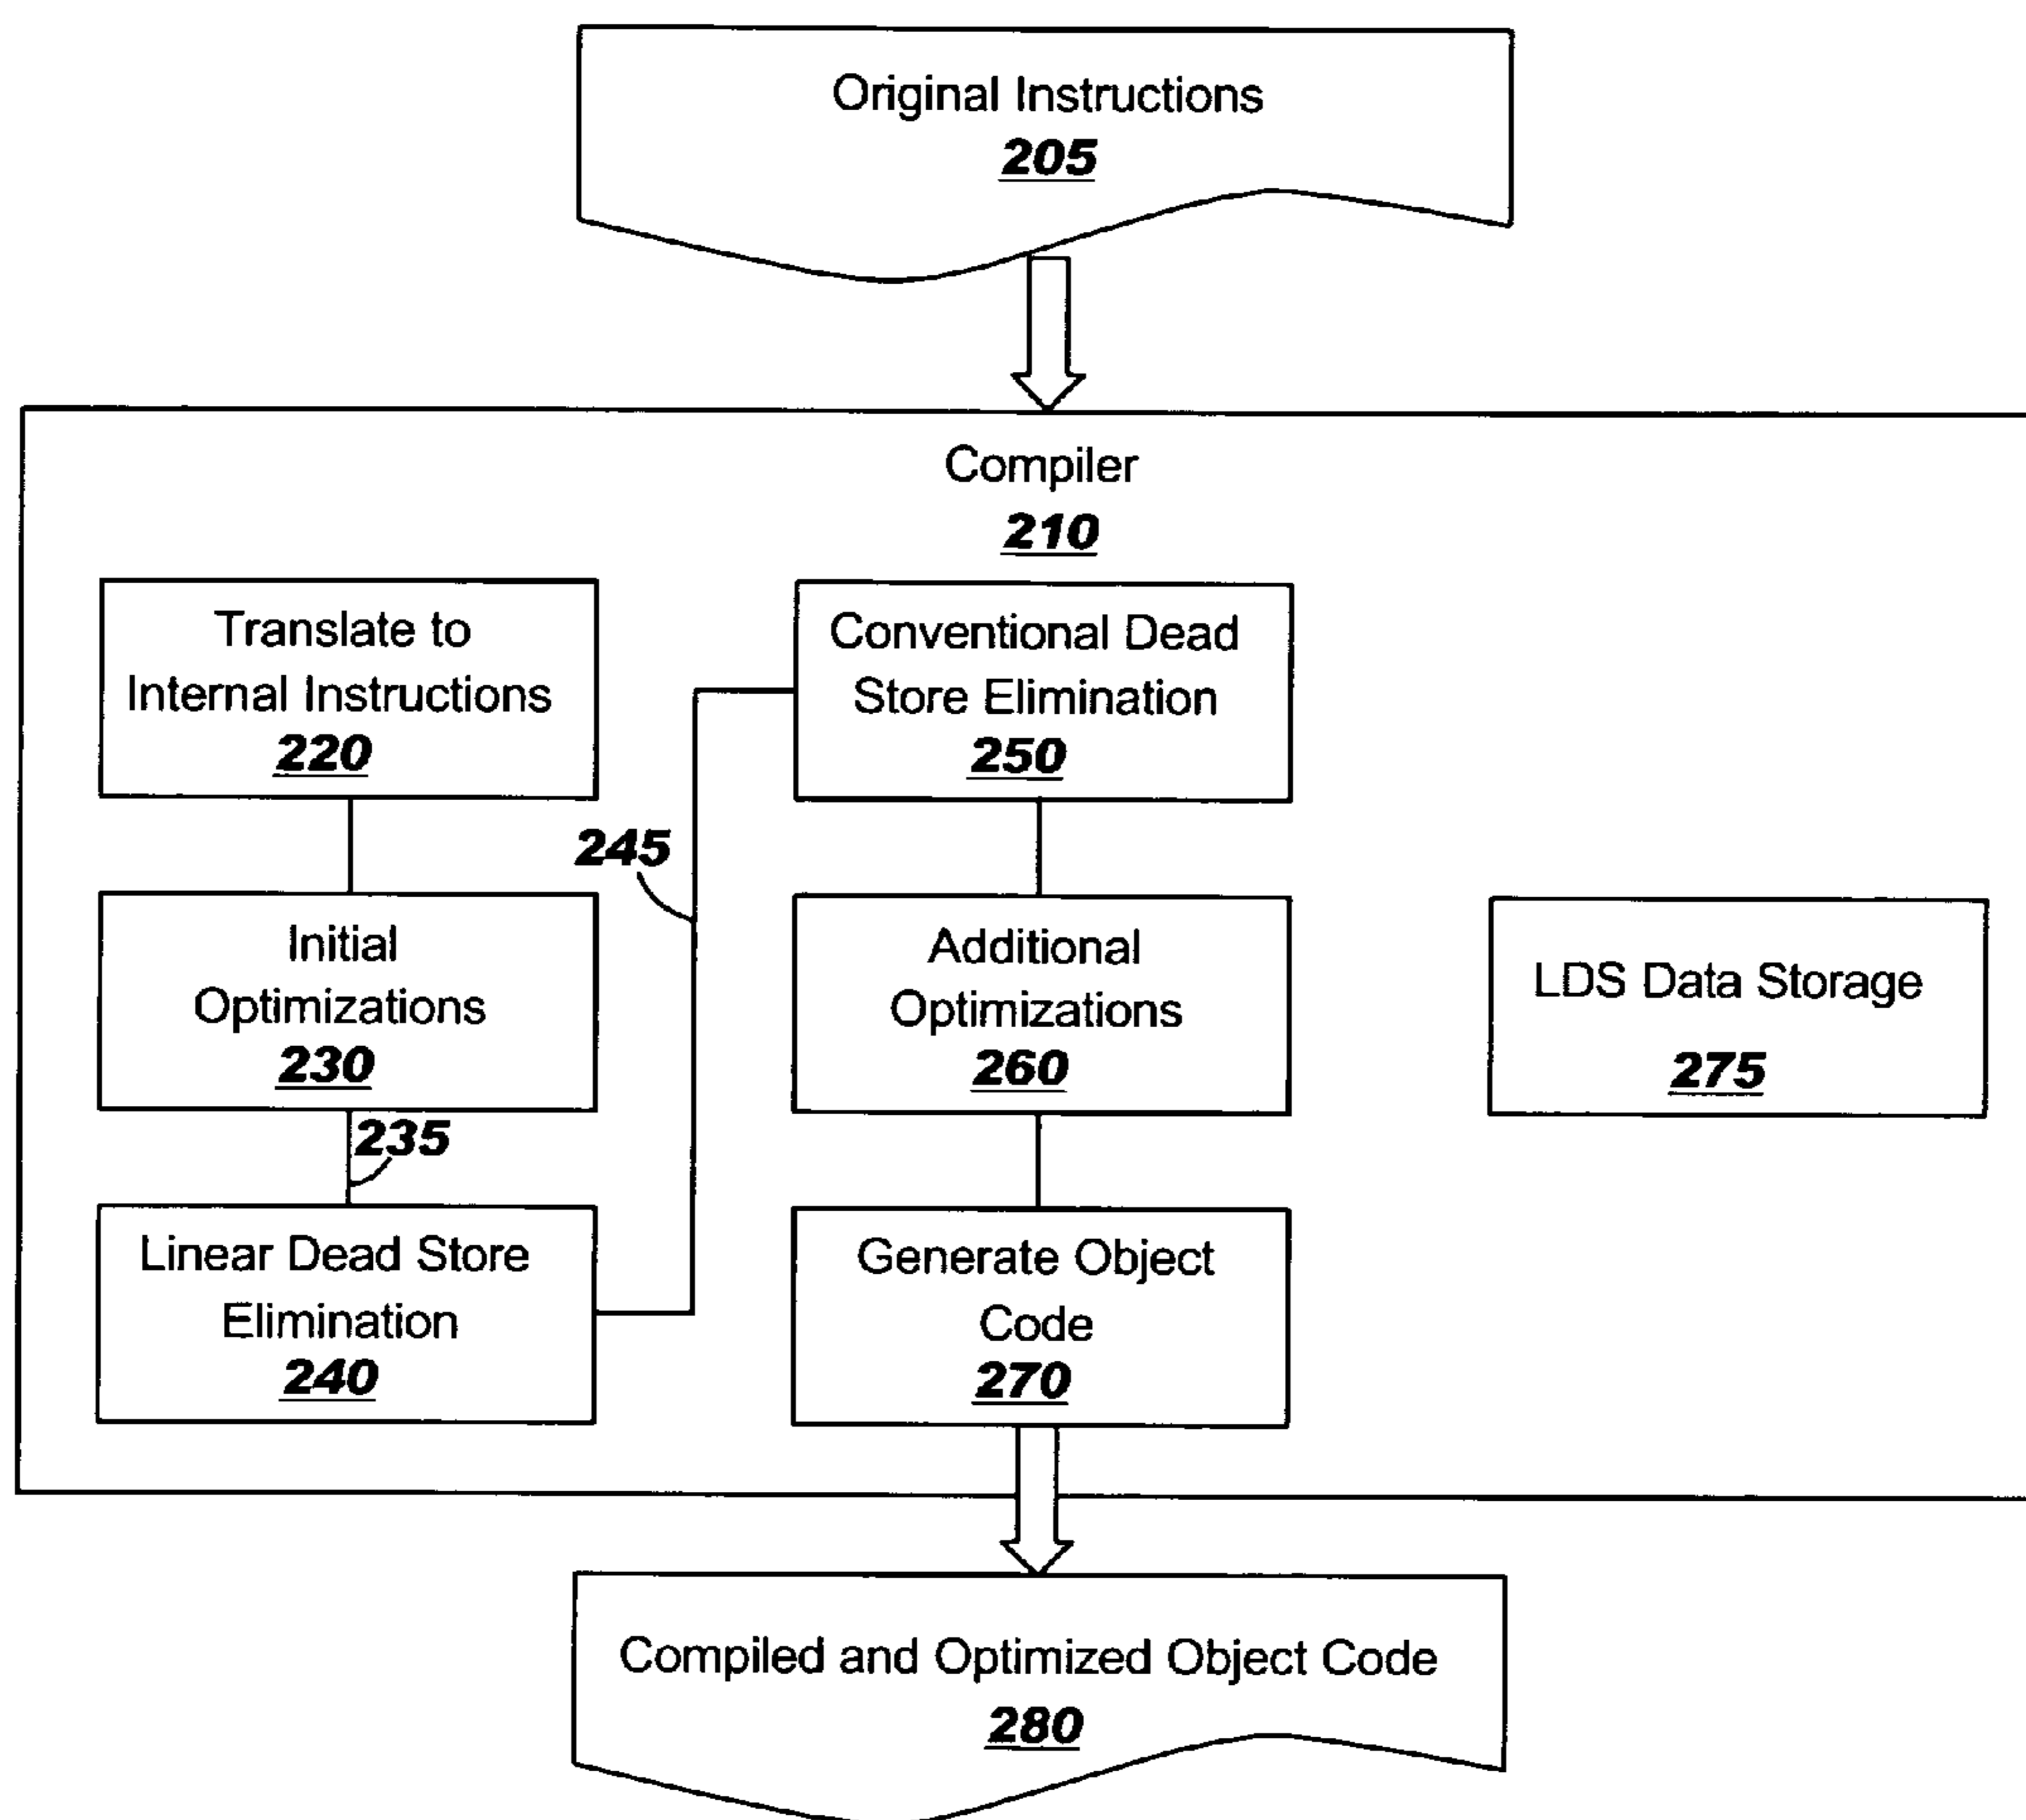 Original Instructions
205
Compiler
210
Translate to
Internal Instructions
220
Initial
Optimizations
230
235
Linear Dead Store
Elimination
240
245
Conventional Dead
Store Elimination
250
Additional
Optimizations
260
Generate Object
Code
270
LDS Data Storage
275
Compiled and Optimized Object Code
280